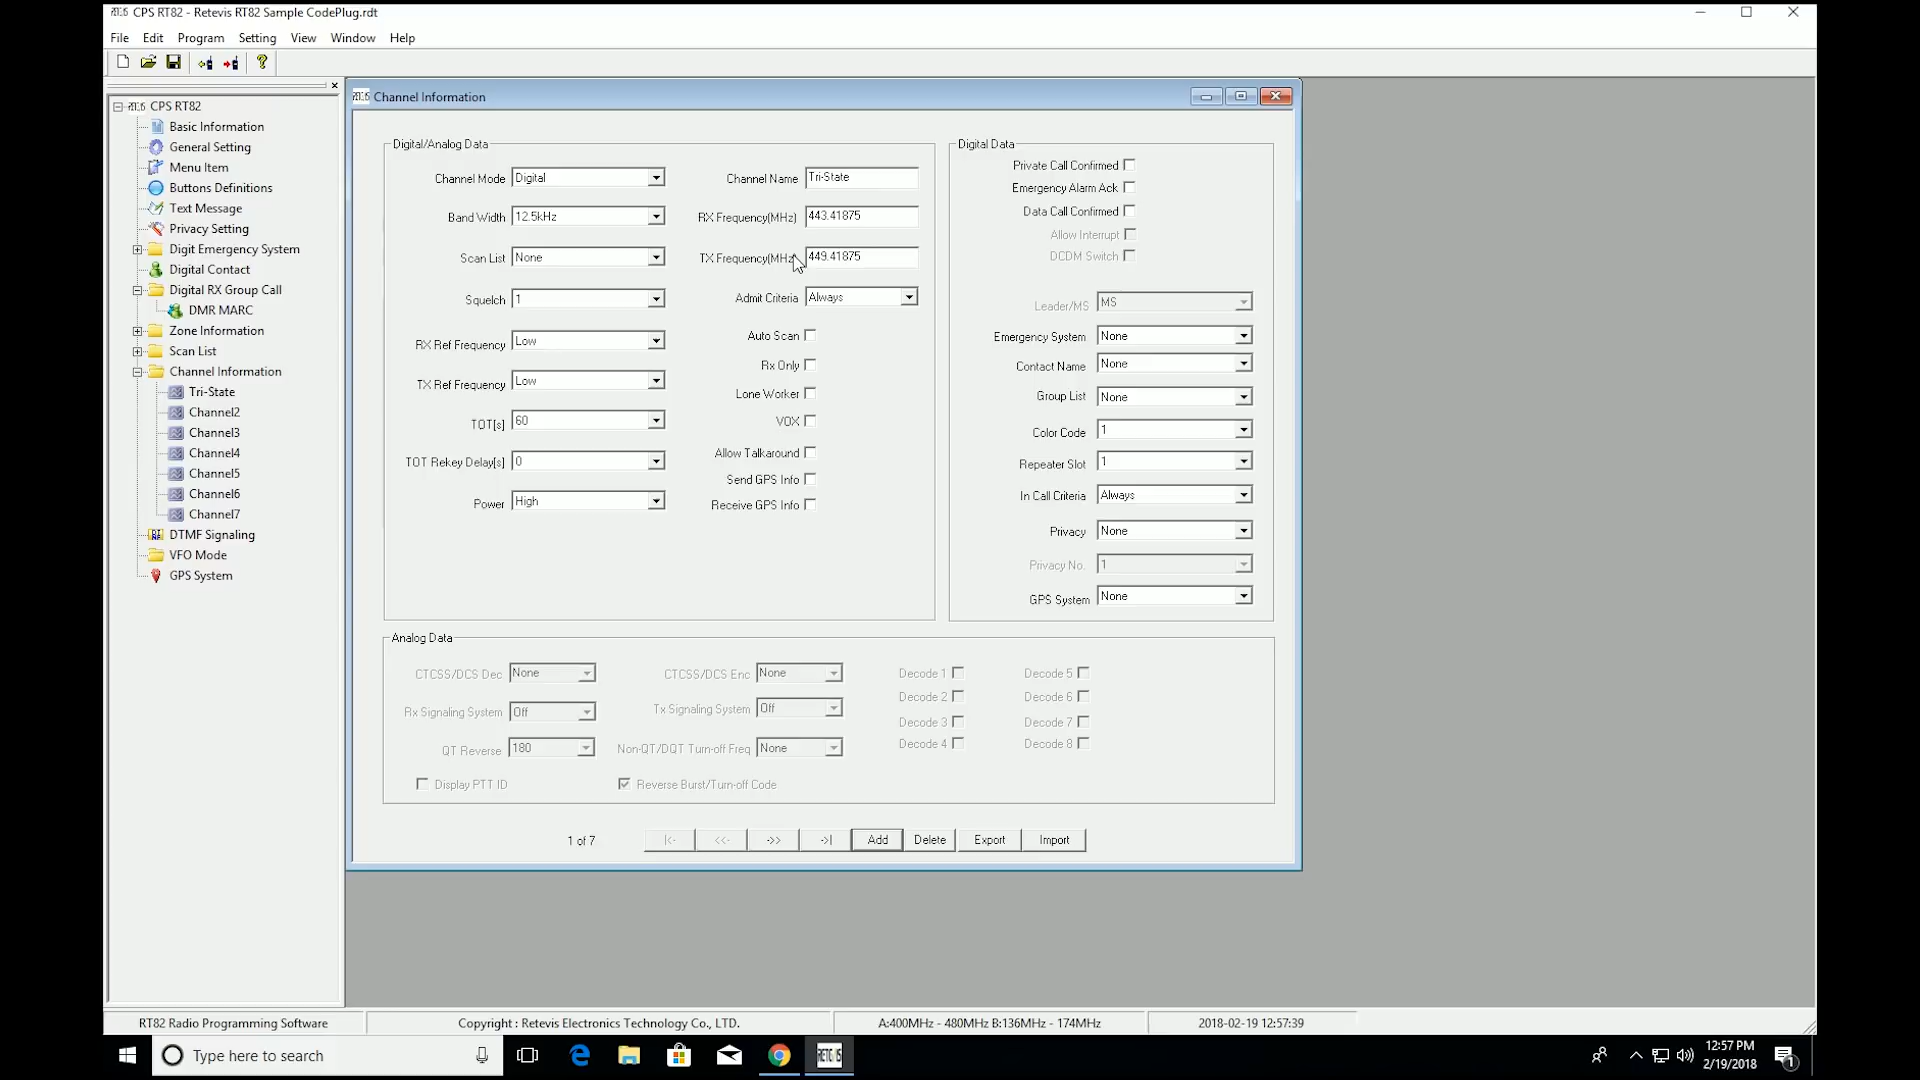 CPS RT82 - Retevis RT82 Sample CodePlug.rdt
File Edit Program Setting View Window Help
CPS RT82
Basic Information
General Setting
Menu Item
Buttons Definitions
Text Message
Privacy Setting
Digit Emergency System
Digital Contact
Digital RX Group Call
DMR MARC
Zone Information
Scan List
Channel Information
Tri-State
Channel2
Channel3
Channel4
Channel5
Channel6
Channel7
DTMF Signaling
VFO Mode
GPS System
Channel Information
Digital/Analog Data
Channel Mode Digital
Band Width 12.5kHz
Scan List None
Squelch 1
RX Ref Frequency Low
TX Ref Frequency Low
TOT[s] 60
TOT Rekey Delay[s] 0
Power High
Channel Name Tri-State
RX Frequency(MHz) 443.41875
TX Frequency(MHz 449.41875
Admit Criteria Always
Auto Scan
Rx Only
Lone Worker
VOX
Allow Talkaround
Send GPS Info
Receive GPS Info
Digital Data
Private Call Confirmed
Emergency Alarm Ack
Data Call Confirmed
Allow Interrupt
DCDM Switch
Leader/MS MS
Emergency System None
Contact Name None
Group List None
Color Code 1
Repeater Slot 1
In Call Criteria Always
Privacy None
Privacy No. 1
GPS System None
Analog Data
CTCSS/DCS Dec None CTCSS/DCS Enc None Decode 1 Decode 5
Rx Signaling System Off Tx Signaling System Off Decode 2 Decode 6
Decode 3 Decode 7
QT Reverse 180 Non-QT/DQT Turn-off Freq None Decode 4 Decode 8
Display PTT ID Reverse Burst/Turn-off Code
1 of 7 |<- <<- ->> ->| Add Delete Export Import
RT82 Radio Programming Software Copyright : Retevis Electronics Technology Co., LTD. A:400MHz - 480MHz B:136MHz - 174MHz 2018-02-19 12:57:39
Type here to search
RETEVIS
12:57 PM
2/19/2018
1